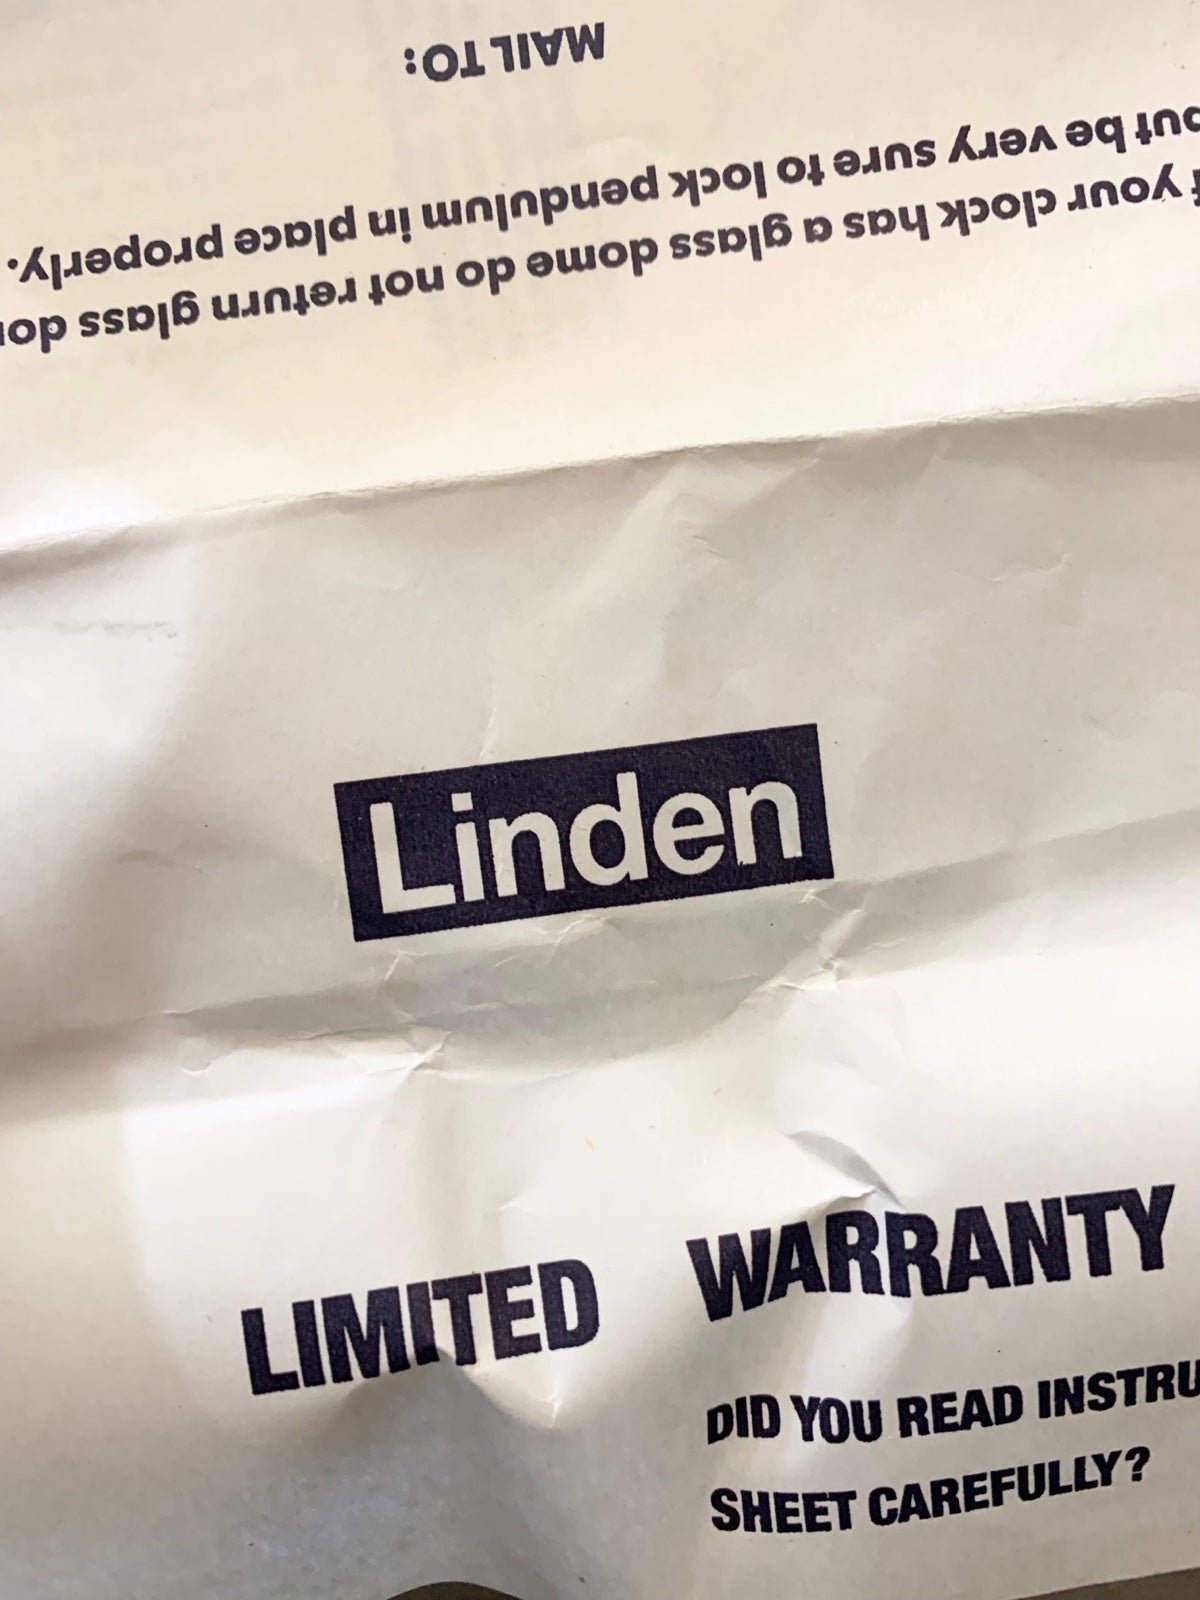 MAIL TO:
but be very sure to lock pendulum in place properly.
your clock has a glass dome do not return glass
Linden
LIMITED WARRANTY
DID YOU READ
SHEET CAREFULLY?